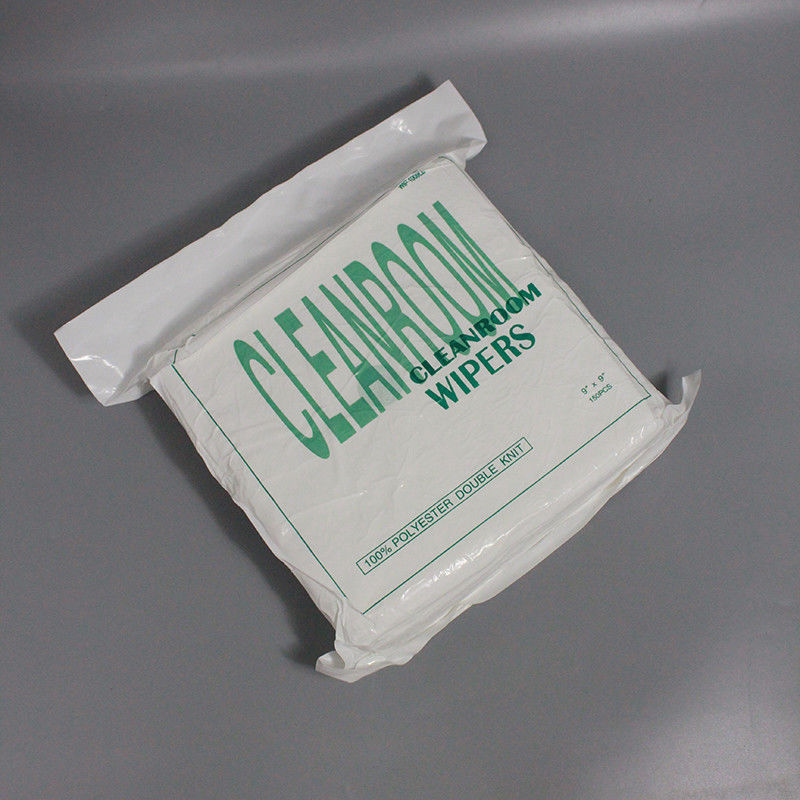 CLEANROOM
CLEANROOM
WIPERS
9" x 9"
150PCS
100% POLYESTER DOUBLE KNIT